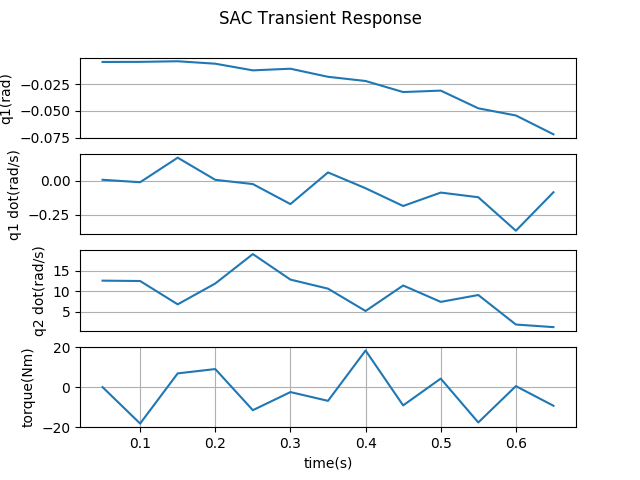 SAC Transient Response
q1(rad)
−0.025
−0.050
−0.075
q1 dot(rad/s)
0.00
−0.25
q2 dot(rad/s)
15
10
5
torque(Nm)
20
0
−20
0.1 0.2 0.3 0.4 0.5 0.6
time(s)